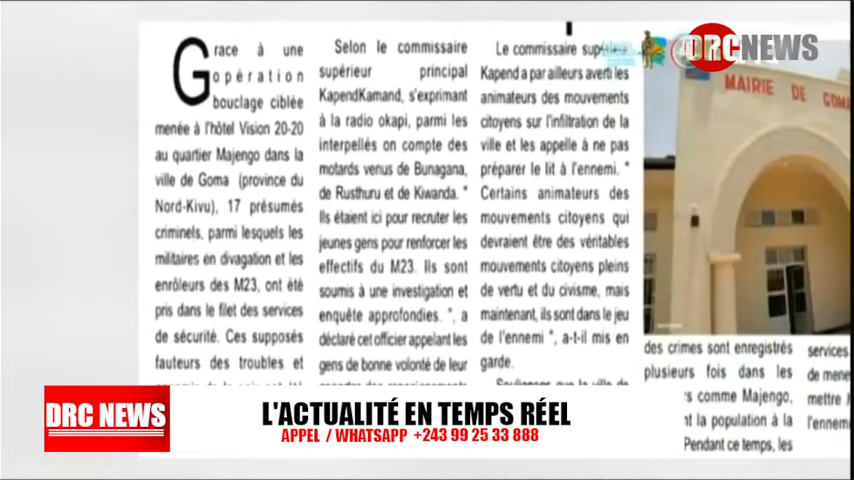 Grace à une
opération
bouclage ciblée
menée à l'hôtel Vision 20-20
au quartier Majengo dans la
ville de Goma (province du
Nord-Kivu), 17 présumés
criminels, parmi lesquels les
militaires en divagation et les
enrôleurs des M23, ont été
pris dans le filet des services
de sécurité. Ces supposés
fauteurs des troubles et
Selon le commissaire
supérieur principal
KapendKamand, s'exprimant
à la radio okapi, parmi les
interpellés on compte des
motards venus de Bunagana,
de Rusthuru et de Kiwanda. "
Ils étaient ici pour recruter les
jeunes gens pour renforcer les
effectifs du M23. Ils sont
soumis à une investigation et
enquête approfondies. ", a
déclaré cet officier appelant les
gens de bonne volonté de leur
Le commissaire supérieur
Kapend a par ailleurs averti les
animateurs des mouvements
citoyens sur l'infiltration de la
ville et les appelle à ne pas
préparer le lit à l'ennemi. "
Certains animateurs des
mouvements citoyens qui
devraient être des véritables
mouvements citoyens pleins
de vertu et du civisme, mais
maintenant, ils sont dans le jeu
de l'ennemi ", a-t-il mis en
garde.
Soulignons que la ville de
DRC NEWS
MAIRIE DE GOMA
des crimes sont enregistrés
plusieurs fois dans les
comme Majengo,
la population à la
Pendant ce temps, les
services
de mene
mettre
l'ennem
DRC NEWS
L'ACTUALITÉ EN TEMPS RÉEL
APPEL / WHATSAPP +243 99 25 33 888